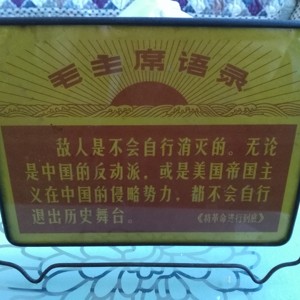 毛主席语录
敌人是不会自行消灭的。无论
是中国的反动派，或是美国帝国主
义在中国的侵略势力，都不会自行
退出历史舞台。
《将革命进行到底》